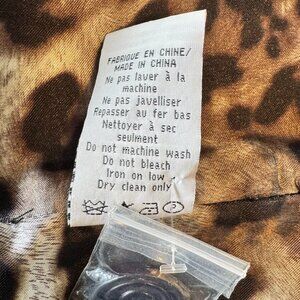 FABRIQUE EN CHINE/
MADE IN CHINA
Ne pas laver à la
machine
Ne pas javelliser
Repasser au fer bas
Nettoyer à sec
seulment
Do not machine wash
Do not bleach
Iron on low
Dry clean only